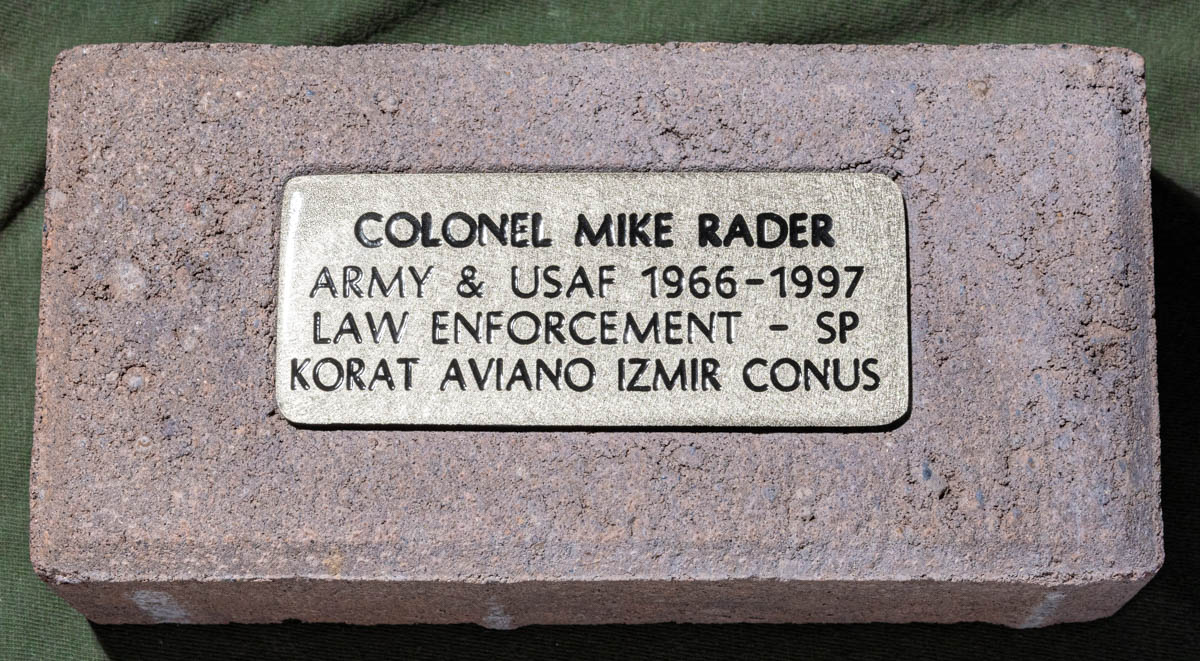 COLONEL MIKE RADER
ARMY & USAF 1966-1997
LAW ENFORCEMENT - SP
KORAT AVIANO IZMIR CONUS